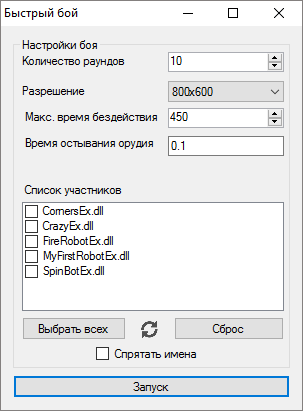 Быстрый бой
Настройки боя
Количество раундов 10
Разрешение 800x600
Макс. время бездействия 450
Время остывания орудия 0.1
Список участников
CornersEx.dll
CrazyEx.dll
FireRobotEx.dll
MyFirstRobotEx.dll
SpinBotEx.dll
Выбрать всех Сброс
Спрятать имена
Запуск